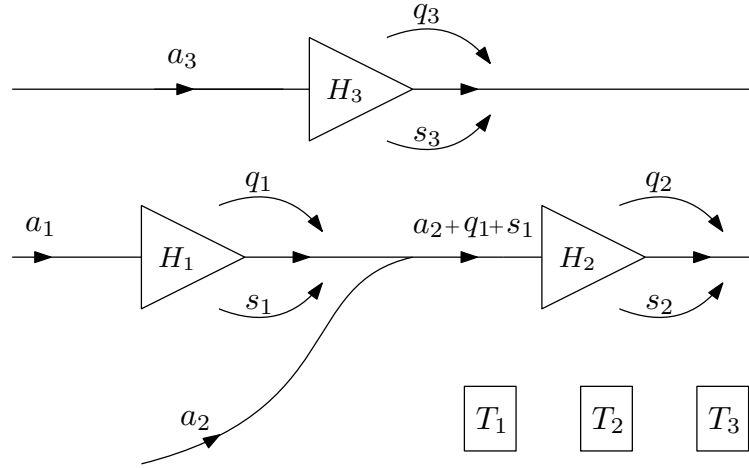 q₃
a₃
H₃
s₃
q₁
q₂
a₁
a₂+q₁+s₁
H₁
H₂
s₁
s₂
a₂
T₁
T₂
T₃